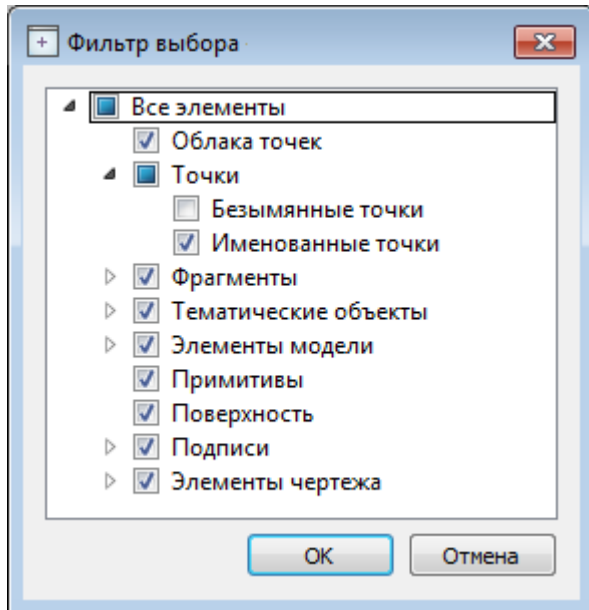 Фильтр выбора
Все элементы
Облака точек
Точки
Безымянные точки
Именованные точки
Фрагменты
Тематические объекты
Элементы модели
Примитивы
Поверхность
Подписи
Элементы чертежа
OK
Отмена